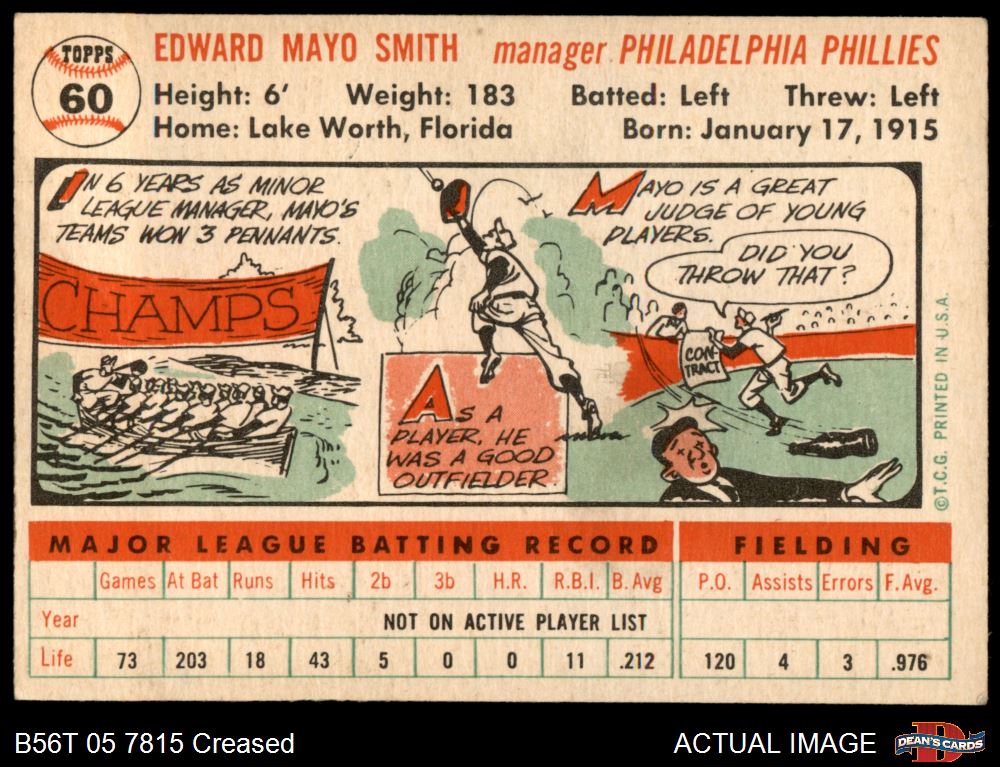 TOPPS
60
EDWARD MAYO SMITH manager PHILADELPHIA PHILLIES
Height: 6' Weight: 183 Batted: Left Threw: Left
Home: Lake Worth, Florida Born: January 17, 1915
IN 6 YEARS AS MINOR
LEAGUE MANAGER, MAYO'S
TEAMS WON 3 PENNANTS.
CHAMPS
AS A
PLAYER, HE
WAS A GOOD
OUTFIELDER
MAYO IS A GREAT
JUDGE OF YOUNG
PLAYERS.
DID YOU
THROW THAT?
CON-
TRACT
©T.C.G. PRINTED IN U.S.A.
MAJOR LEAGUE BATTING RECORD FIELDING
Games At Bat Runs Hits 2b 3b H.R. R.B.I. B. Avg P.O. Assists Errors F. Avg.
Year NOT ON ACTIVE PLAYER LIST
Life 73 203 18 43 5 0 0 11 .212 120 4 3 .976
B56T 05 7815 Creased ACTUAL IMAGE
D
DEAN'S CARDS